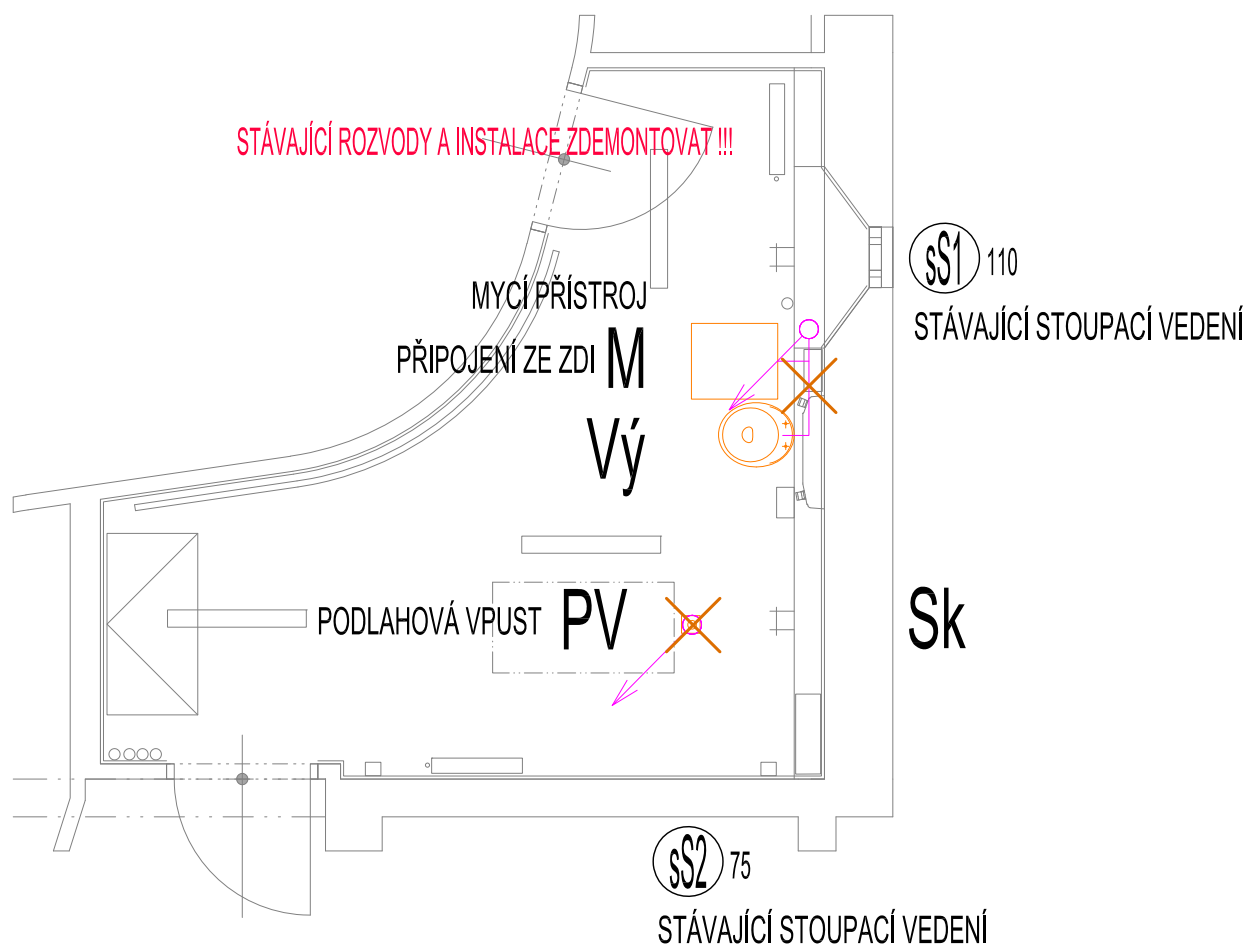 STÁVAJÍCÍ ROZVODY A INSTALACE ZDEMONTOVAT !!!
sS1 110
STÁVAJÍCÍ STOUPACÍ VEDENÍ
MYCÍ PŘÍSTROJ
PŘIPOJENÍ ZE ZDI M
Vý
PODLAHOVÁ VPUST PV
Sk
sS2 75
STÁVAJÍCÍ STOUPACÍ VEDENÍ